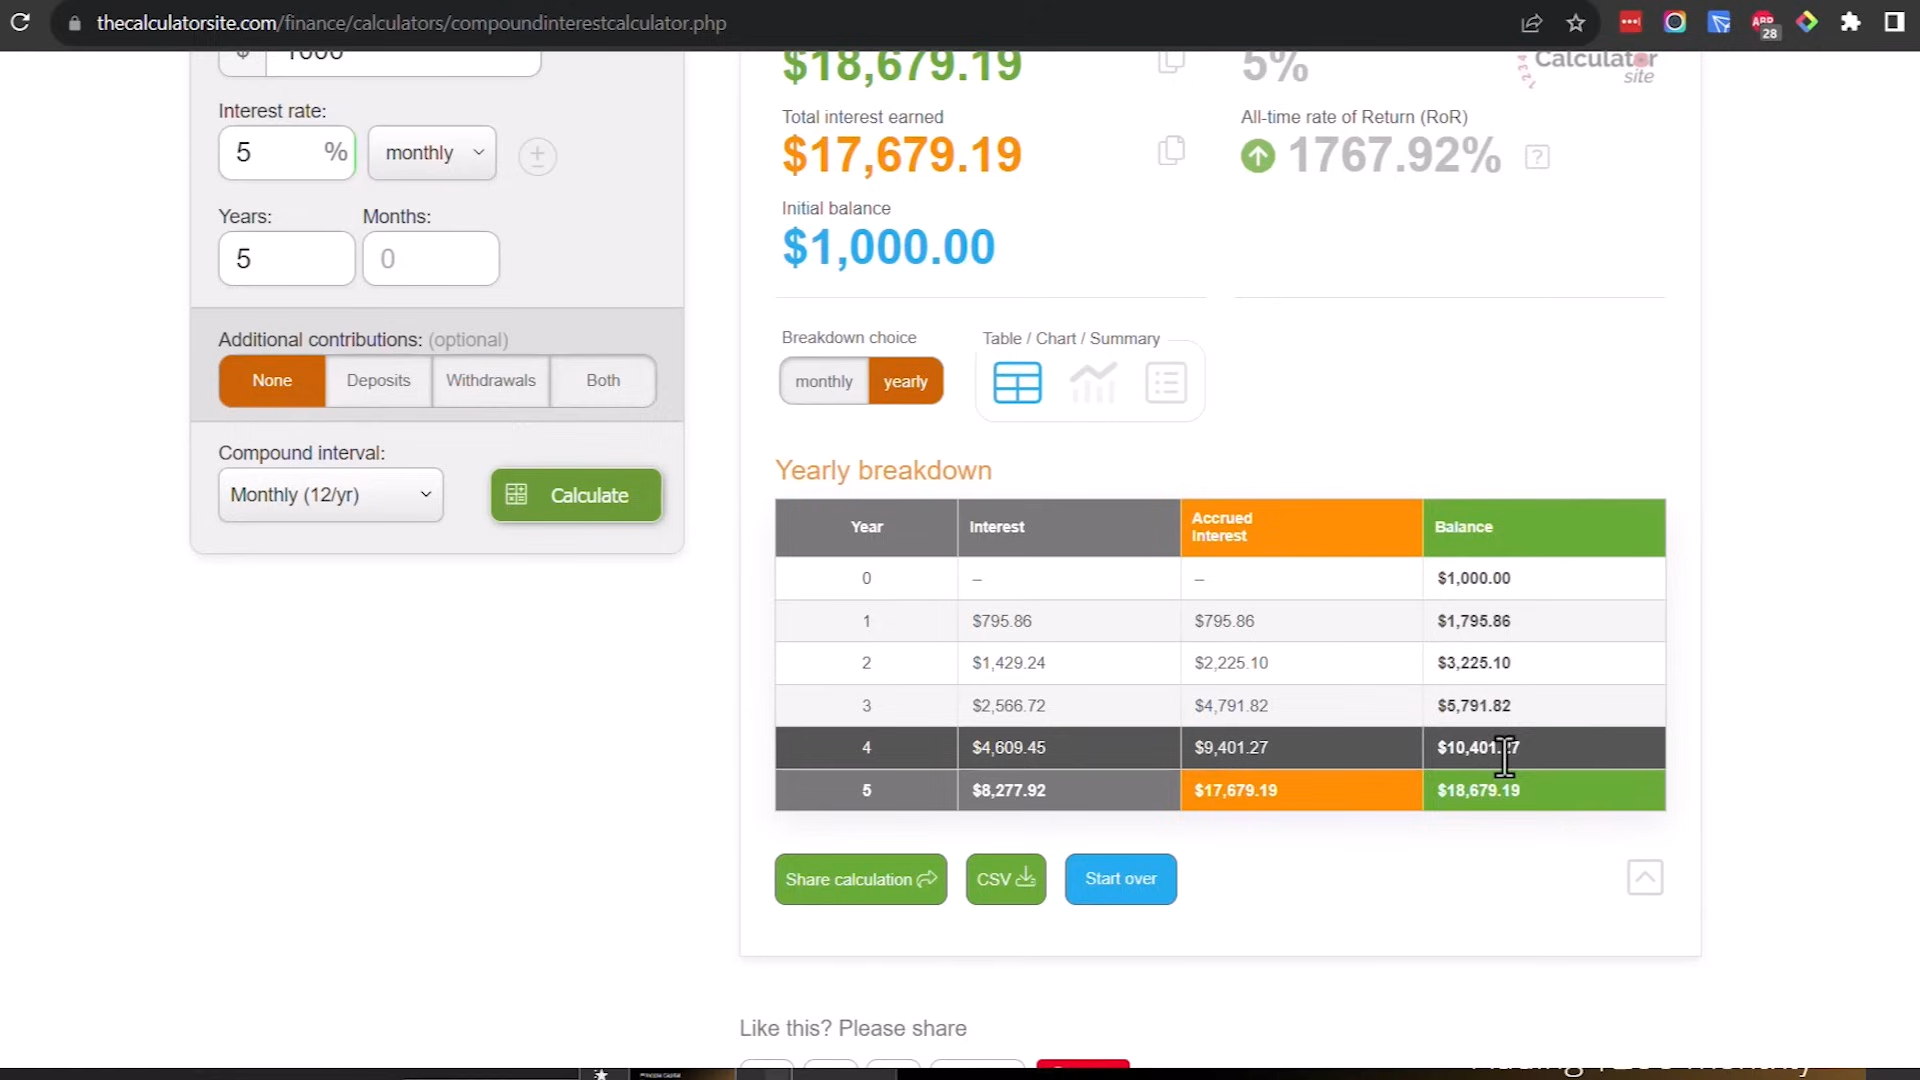 thecalculatorsite.com/finance/calculators/compoundinterestcalculator.php
28
$ 1000
$18,679.19
5%
Calculator
site
Interest rate:
5 % monthly
Total interest earned
$17,679.19
All-time rate of Return (RoR)
1767.92% ?
Years: Months:
5 0
Initial balance
$1,000.00
Additional contributions: (optional)
None Deposits Withdrawals Both
Breakdown choice
monthly yearly
Table / Chart / Summary
Compound interval:
Monthly (12/yr) Calculate
Yearly breakdown
Year Interest Accrued Interest Balance
0 – – $1,000.00
1 $795.86 $795.86 $1,795.86
2 $1,429.24 $2,225.10 $3,225.10
3 $2,566.72 $4,791.82 $5,791.82
4 $4,609.45 $9,401.27 $10,401.27
5 $8,277.92 $17,679.19 $18,679.19
Share calculation CSV Start over
Like this? Please share